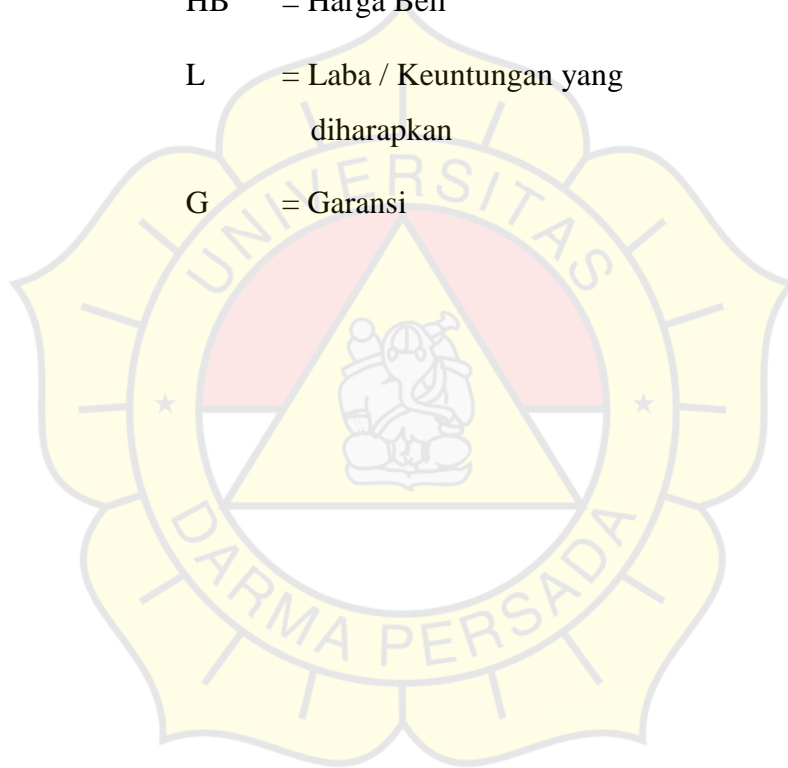 HB = Harga Beli
L = Laba / Keuntungan yang
diharapkan
G = Garansi
UNIVERSITAS
DARMA PERSADA